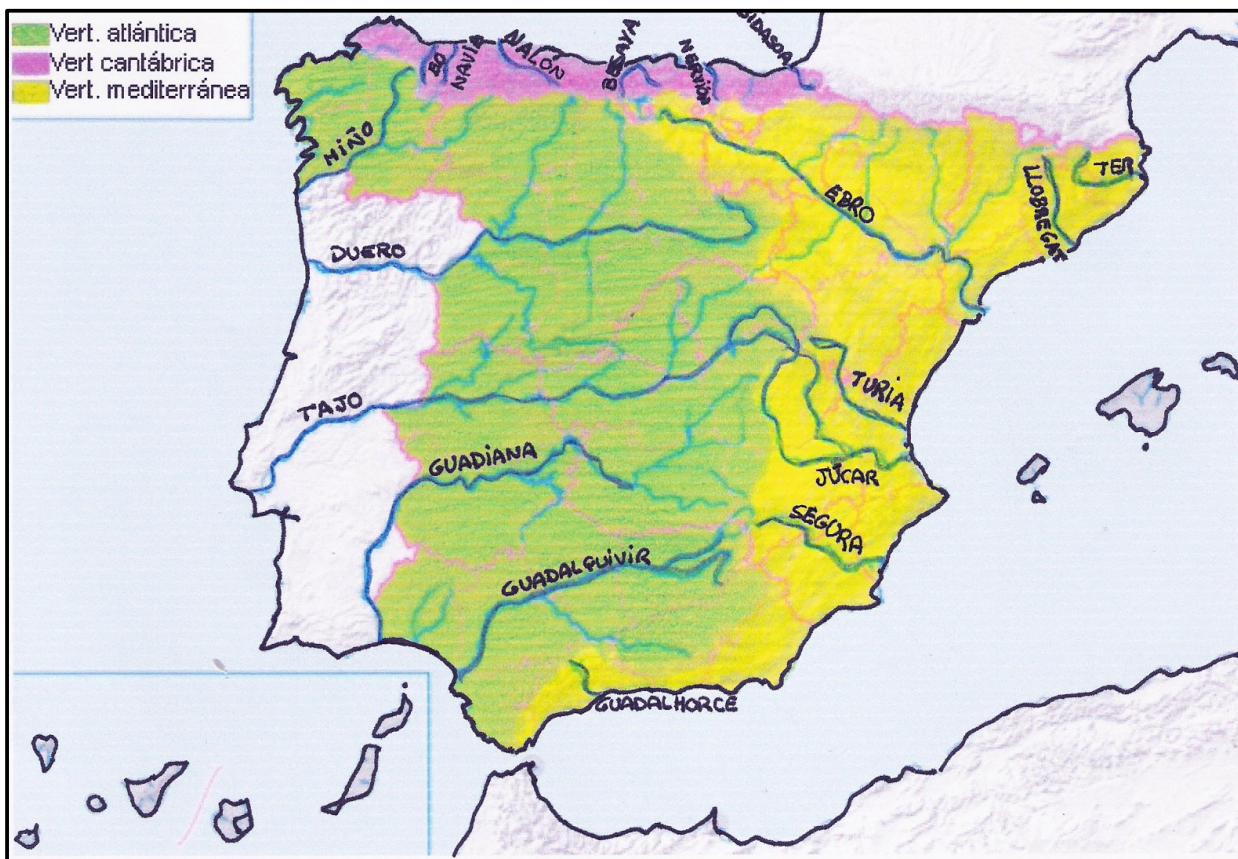 Vert. atlántica
Vert cantábrica
Vert. mediterránea
EO
NAVIA
NALÓN
BESAYA
NERVIÓN
BIDASOA
MIÑO
DUERO
EBRO
LLOBREGAT
TER
TAJO
TURIA
GUADIANA
JÚCAR
SEGURA
GUADALQUIVIR
GUADALHORCE